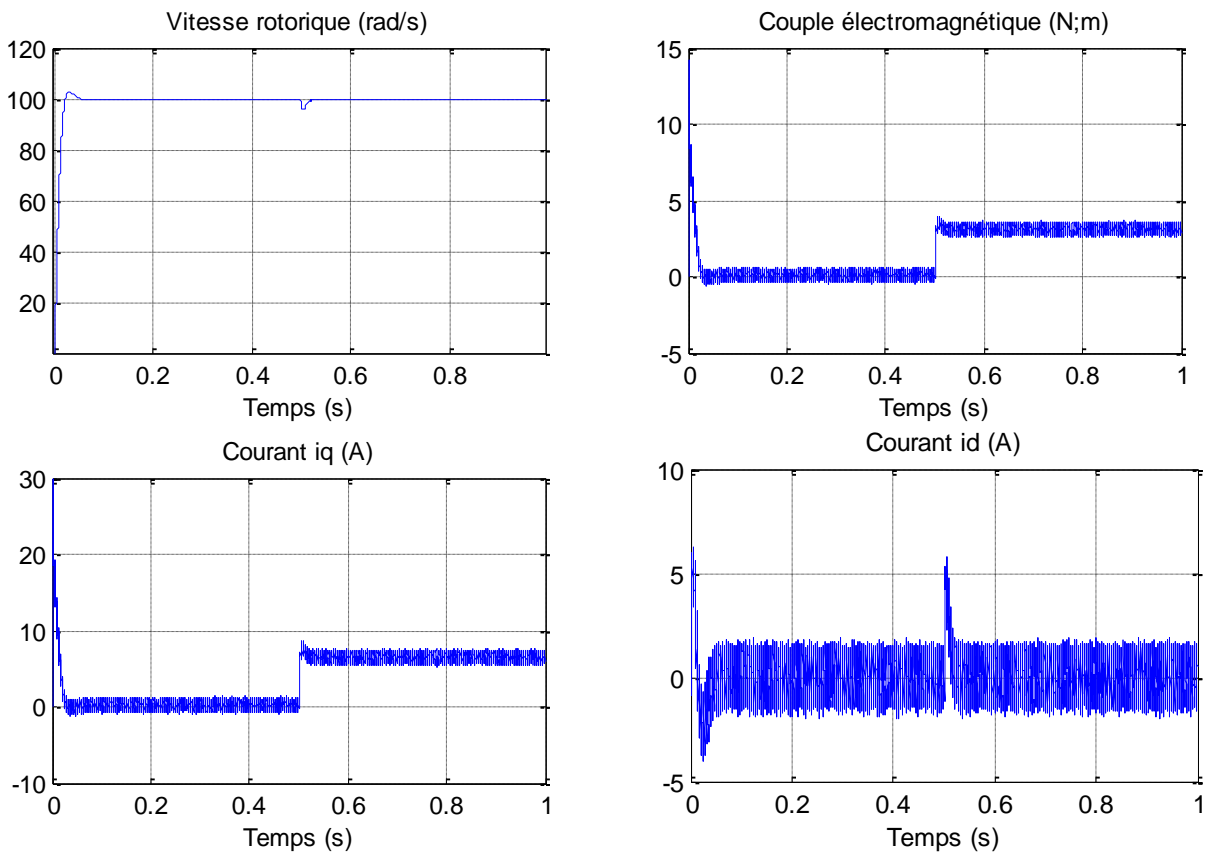 Vitesse rotorique (rad/s)
120
100
80
60
40
20
0 0.2 0.4 0.6 0.8
Temps (s)
Couple électromagnétique (N;m)
15
10
5
0
-5
0 0.2 0.4 0.6 0.8 1
Temps (s)
Courant iq (A)
30
20
10
0
-10
0 0.2 0.4 0.6 0.8 1
Temps (s)
Courant id (A)
10
5
0
-5
0 0.2 0.4 0.6 0.8 1
Temps (s)